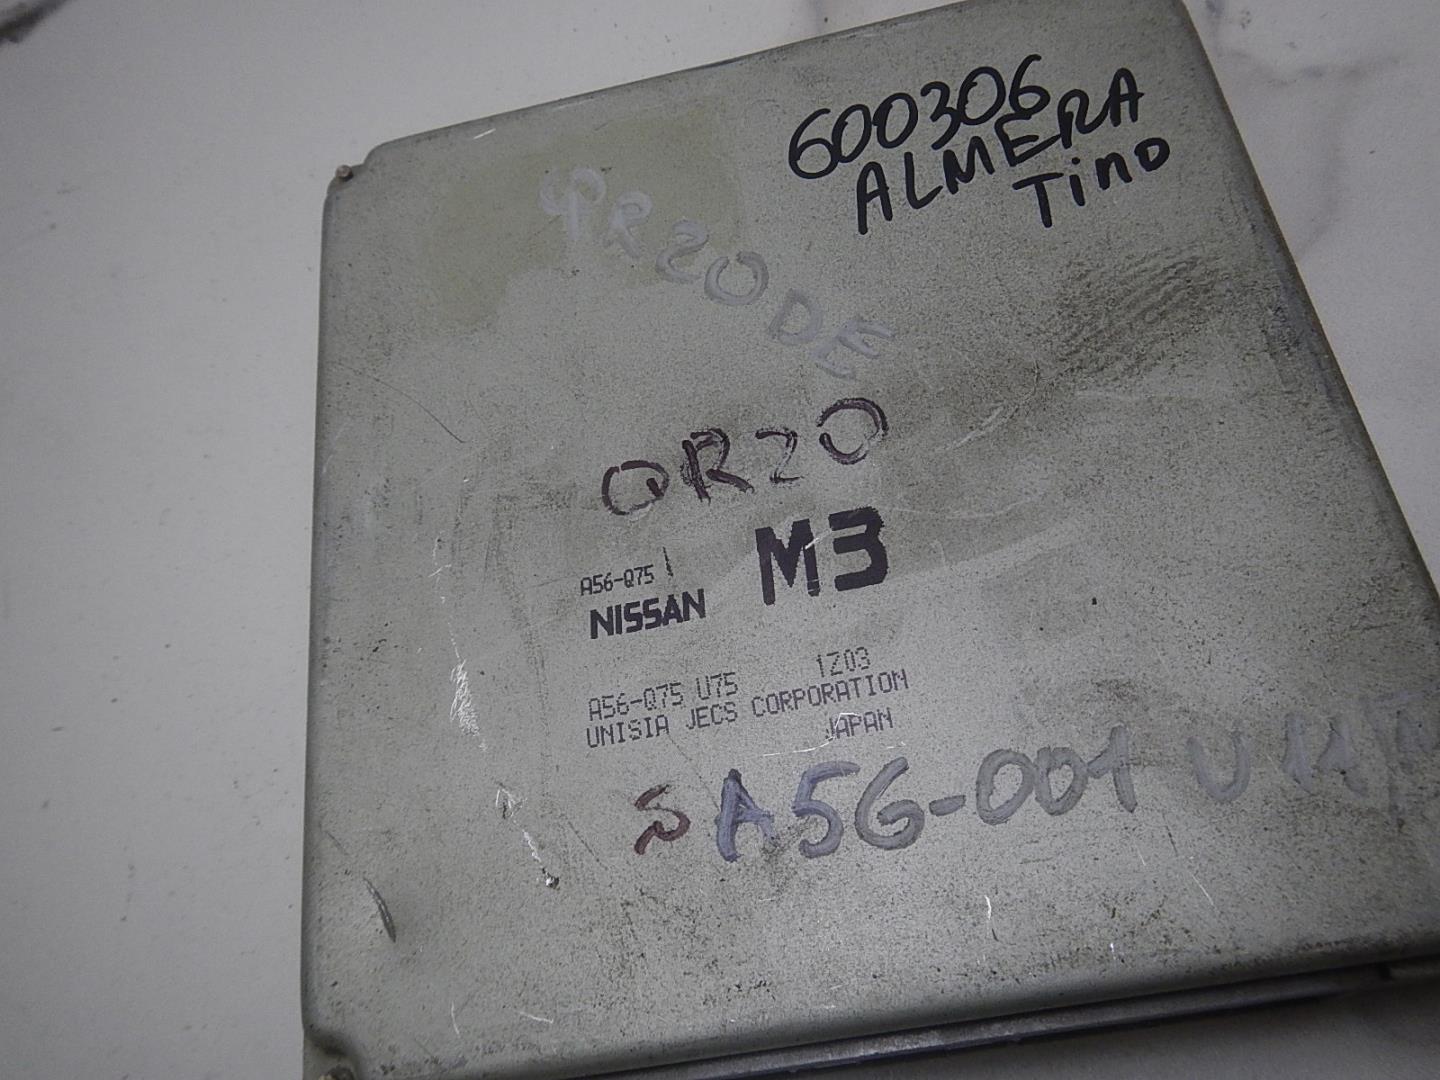 600306
ALMERA
Tino
QR20DE
QR20
M3
A56-Q75
NISSAN
A56-Q75 U75 1Z03
UNISIA JECS CORPORATION
JAPAN
A56-001 U11